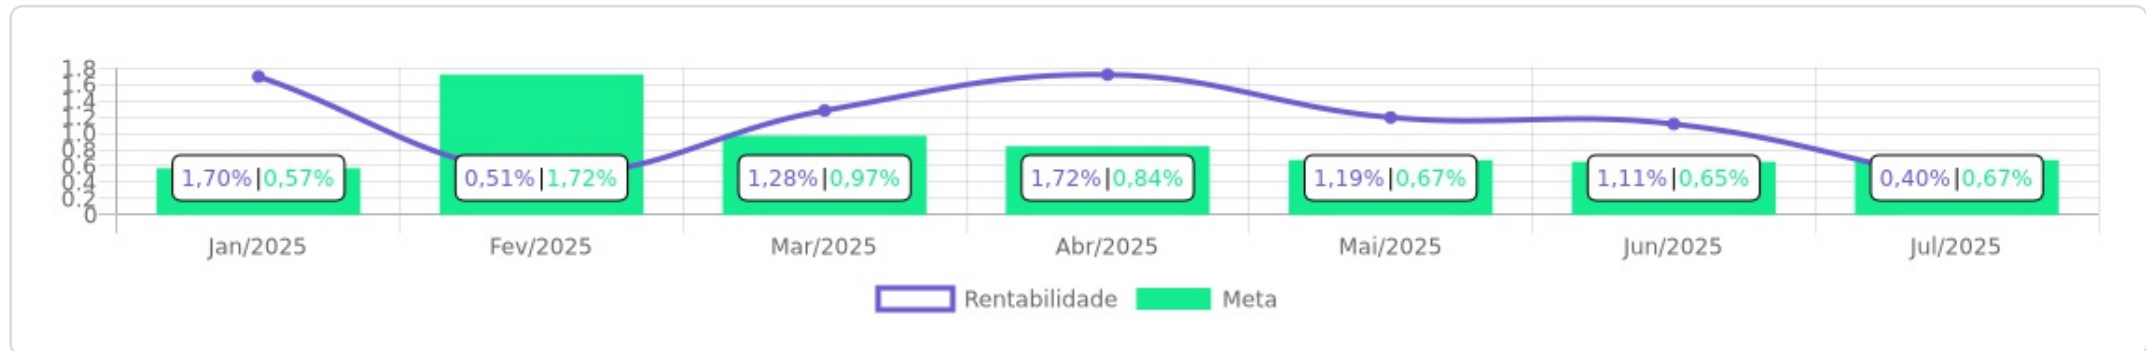 1.8
1.6
1.4
1.2
1.0
0.8
0.6
0.4
0.2
0
1,70%|0,57%
0,51%|1,72%
1,28%|0,97%
1,72%|0,84%
1,19%|0,67%
1,11%|0,65%
0,40%|0,67%
Jan/2025
Fev/2025
Mar/2025
Abr/2025
Mai/2025
Jun/2025
Jul/2025
Rentabilidade
Meta